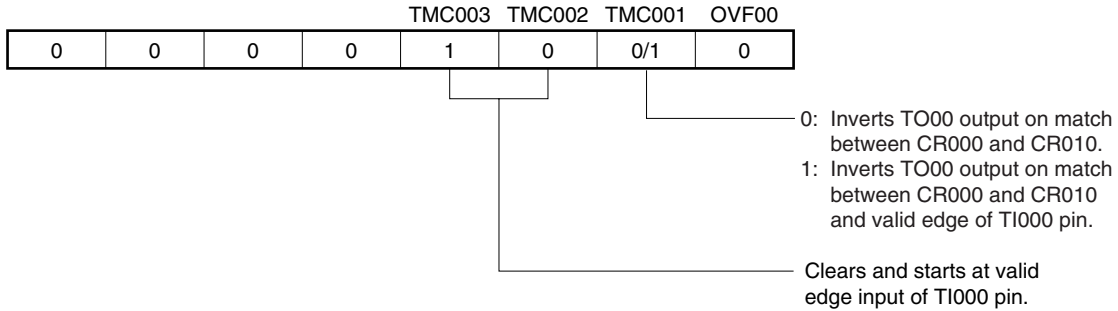 TMC003 TMC002 TMC001 OVF00
0 0 0 0 1 0 0/1 0
0: Inverts TO00 output on match
between CR000 and CR010.
1: Inverts TO00 output on match
between CR000 and CR010
and valid edge of TI000 pin.
Clears and starts at valid
edge input of TI000 pin.